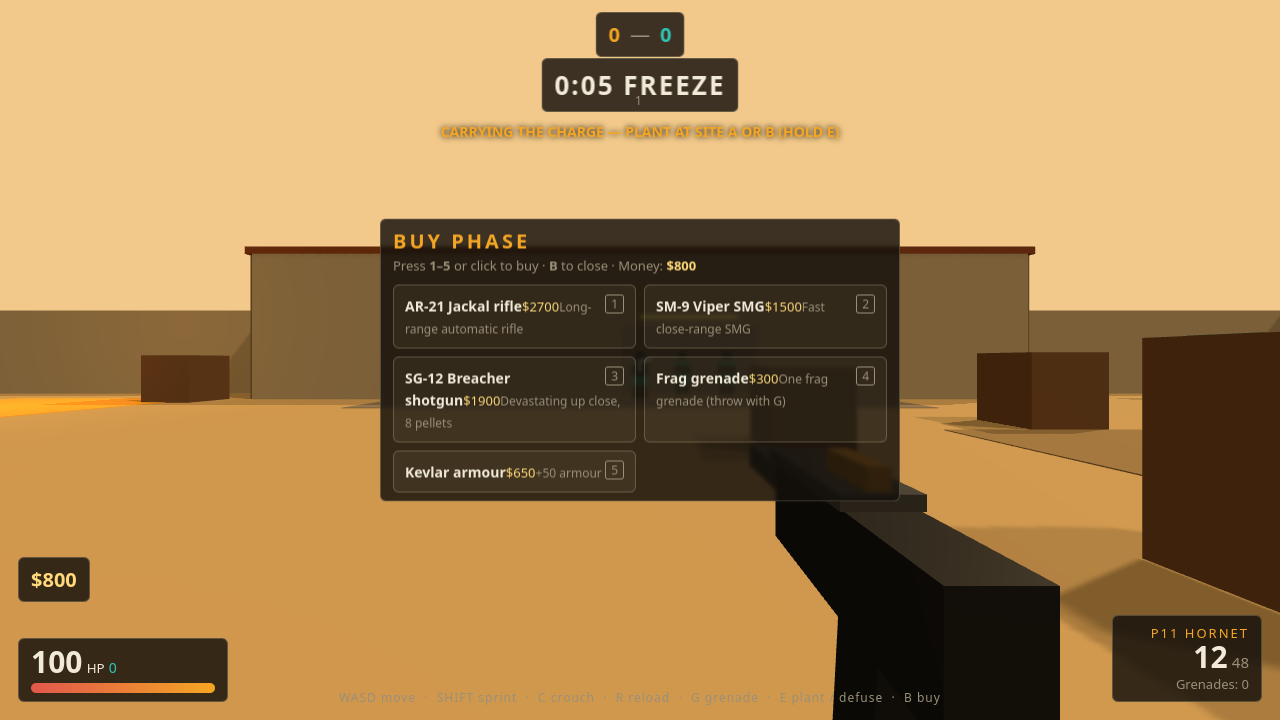 0 — 0
0:05 FREEZE
1
CARRYING THE CHARGE — PLANT AT SITE A OR B (HOLD E)
BUY PHASE
Press 1–5 or click to buy · B to close · Money: $800
AR-21 Jackal rifle$2700Long-
range automatic rifle
1
SM-9 Viper SMG$1500Fast
close-range SMG
2
SG-12 Breacher
shotgun$1900Devastating up close,
8 pellets
3
Frag grenade$300One frag
grenade (throw with G)
4
Kevlar armour$650+50 armour
5
$800
100 HP 0
P11 HORNET
12 48
Grenades: 0
WASD move · SHIFT sprint · C crouch · R reload · G grenade · E plant / defuse · B buy